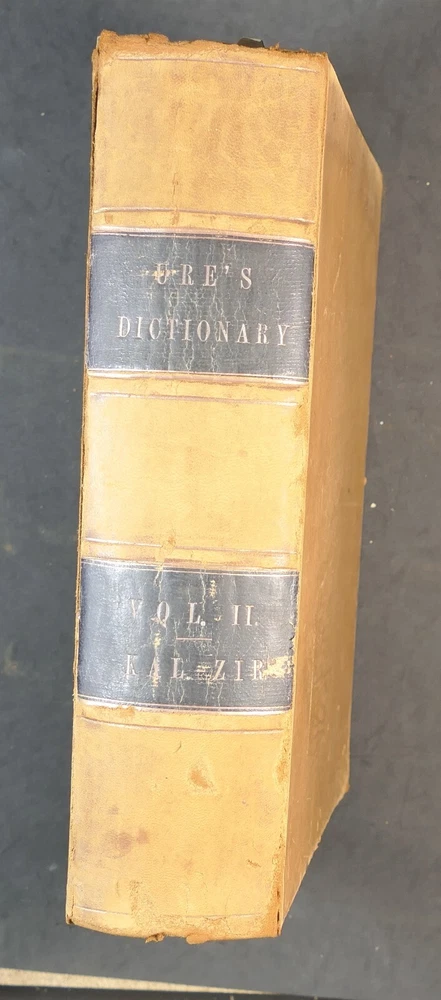 URE'S
DICTIONARY
VOL. II.
KAL-ZIR